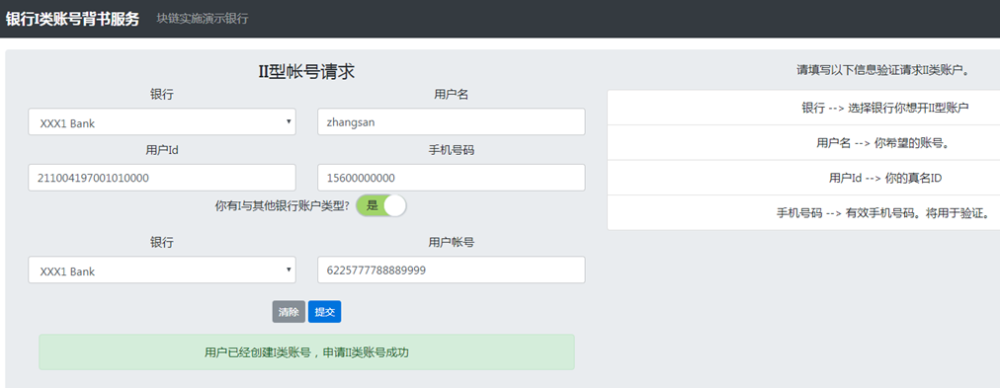 银行I类账号背书服务 块链实施演示银行
II型帐号请求
银行 用户名
XXX1 Bank zhangsan
用户Id 手机号码
211004197001010000 15600000000
你有I与其他银行账户类型? 是
银行 用户帐号
XXX1 Bank 6225777788889999
清除 提交
用户已经创建I类账号，申请II类账号成功
请填写以下信息验证请求II类账户。
银行 --> 选择银行你想开II型账户
用户名 --> 你希望的账号。
用户Id --> 你的真名ID
手机号码 --> 有效手机号码。将用于验证。